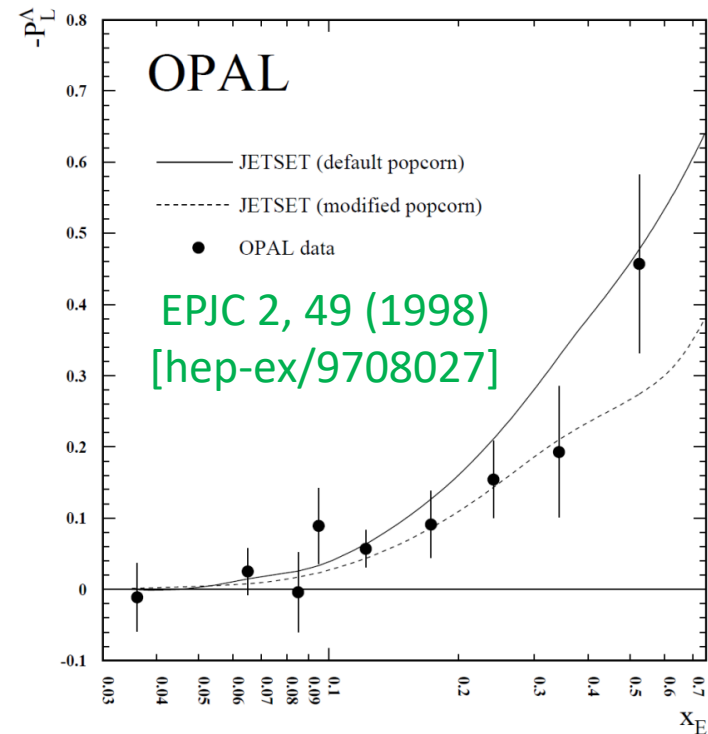 -P_L^Λ
0.8
OPAL
0.7
0.6
JETSET (default popcorn)
JETSET (modified popcorn)
0.5
OPAL data
0.4
EPJC 2, 49 (1998)
[hep-ex/9708027]
0.3
0.2
0.1
0
-0.1
0.03 0.04 0.05 0.06 0.07 0.08 0.09 0.1 0.2 0.3 0.4 0.5 0.6 0.7
x_E